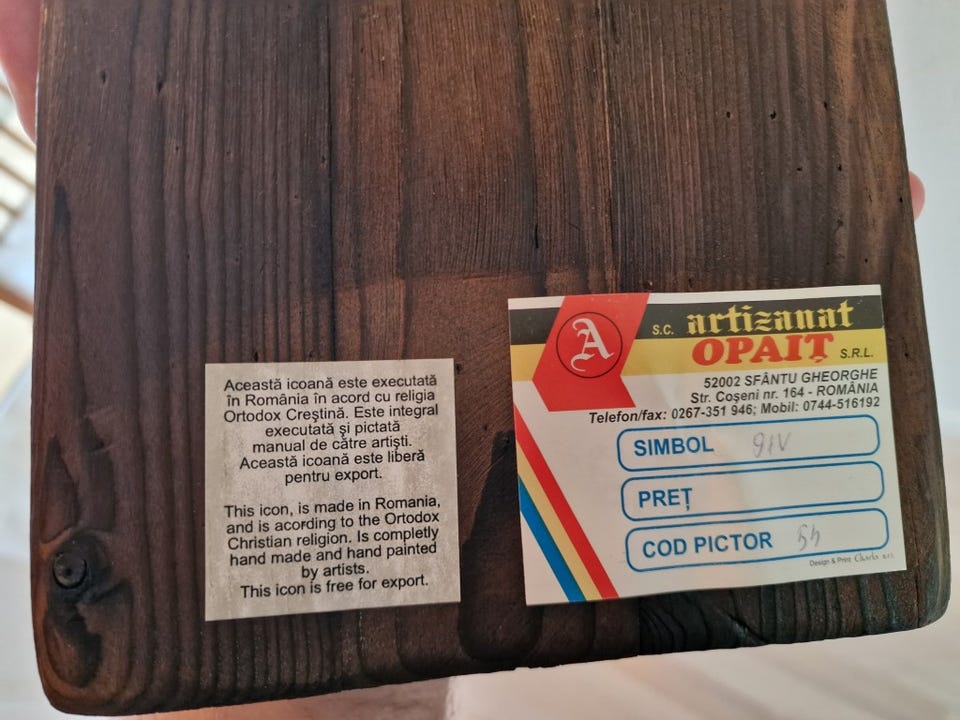 Această icoană este executată
în România în acord cu religia
Ortodox Creştină. Este integral
executată şi pictată
manual de către artişti.
Această icoană este liberă
pentru export.
This icon, is made in Romania,
and is acording to the Ortodox
Christian religion. Is completly
hand made and hand painted
by artists.
This icon is free for export.
A
S.C. artizanat
OPAIŢ S.R.L.
52002 SFÂNTU GHEORGHE
Str. Coşeni nr. 164 - ROMÂNIA
Telefon/fax: 0267-351 946; Mobil: 0744-516192
SIMBOL
PREŢ
COD PICTOR 54
Design & Print